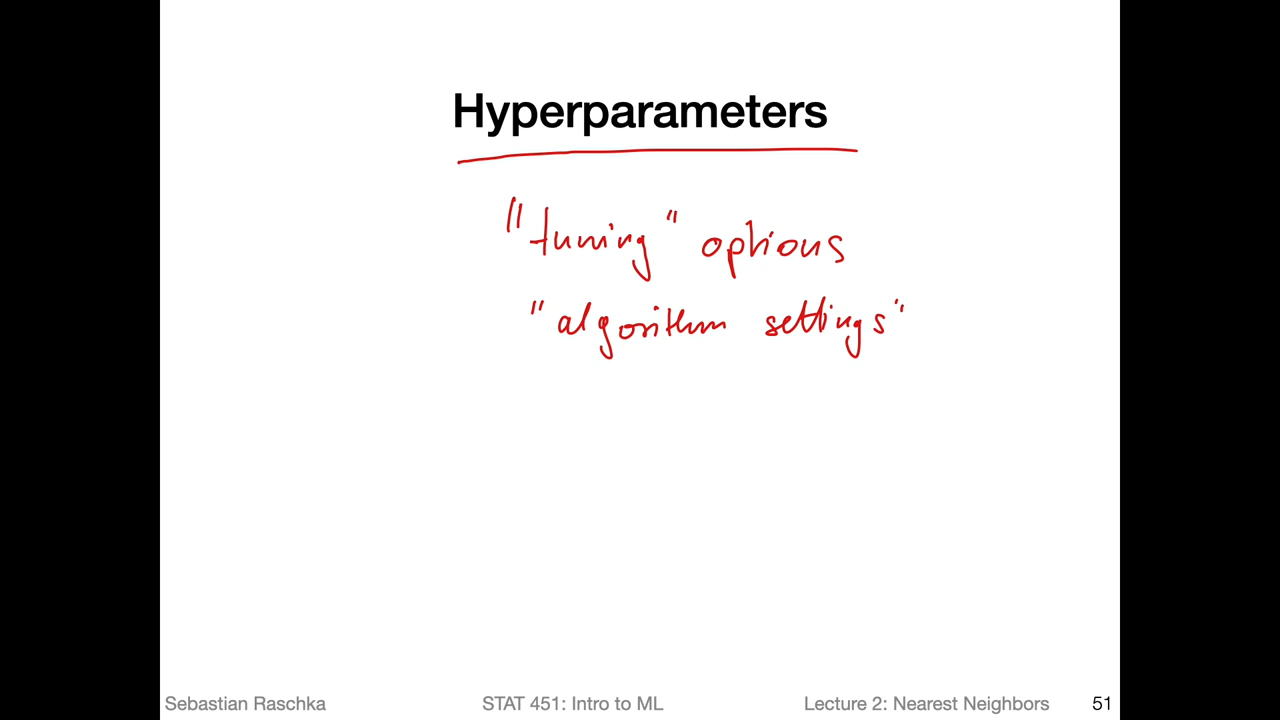 Hyperparameters
"tuning" options
"algorithm settings"
Sebastian Raschka STAT 451: Intro to ML Lecture 2: Nearest Neighbors 51